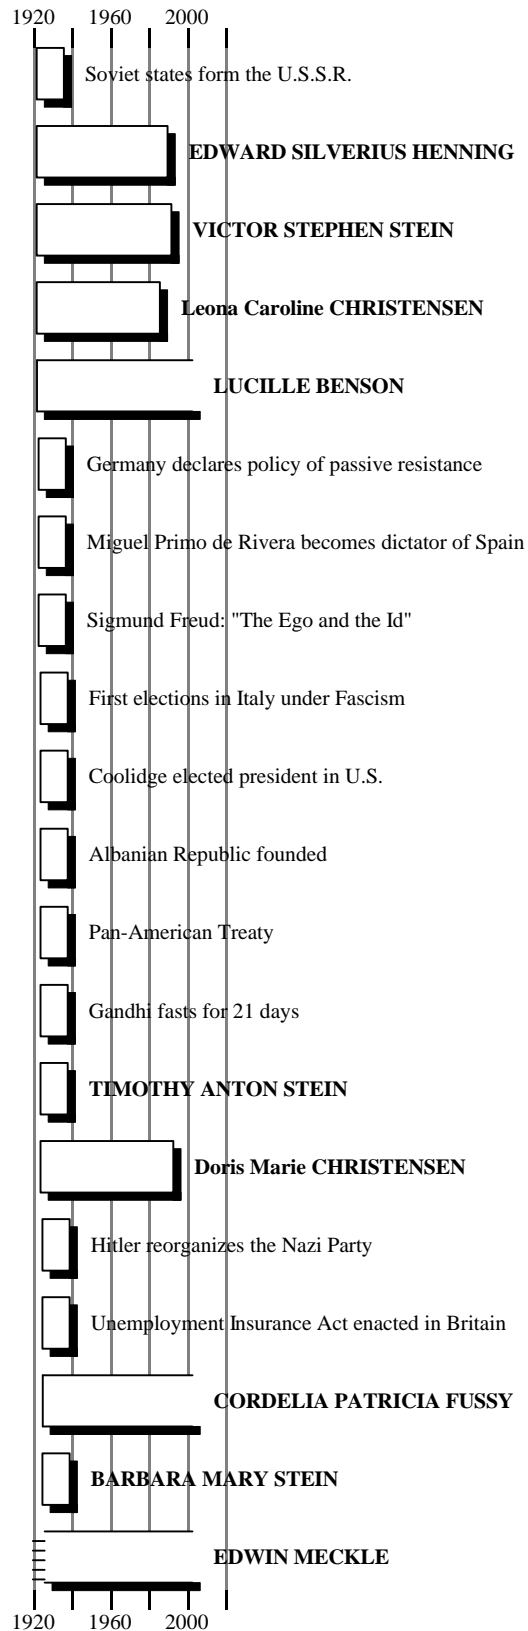 1920 1960 2000
Soviet states form the U.S.S.R.
EDWARD SILVERIUS HENNING
VICTOR STEPHEN STEIN
Leona Caroline CHRISTENSEN
LUCILLE BENSON
Germany declares policy of passive resistance
Miguel Primo de Rivera becomes dictator of Spain
Sigmund Freud: "The Ego and the Id"
First elections in Italy under Fascism
Coolidge elected president in U.S.
Albanian Republic founded
Pan-American Treaty
Gandhi fasts for 21 days
TIMOTHY ANTON STEIN
Doris Marie CHRISTENSEN
Hitler reorganizes the Nazi Party
Unemployment Insurance Act enacted in Britain
CORDELIA PATRICIA FUSSY
BARBARA MARY STEIN
EDWIN MECKLE
1920 1960 2000